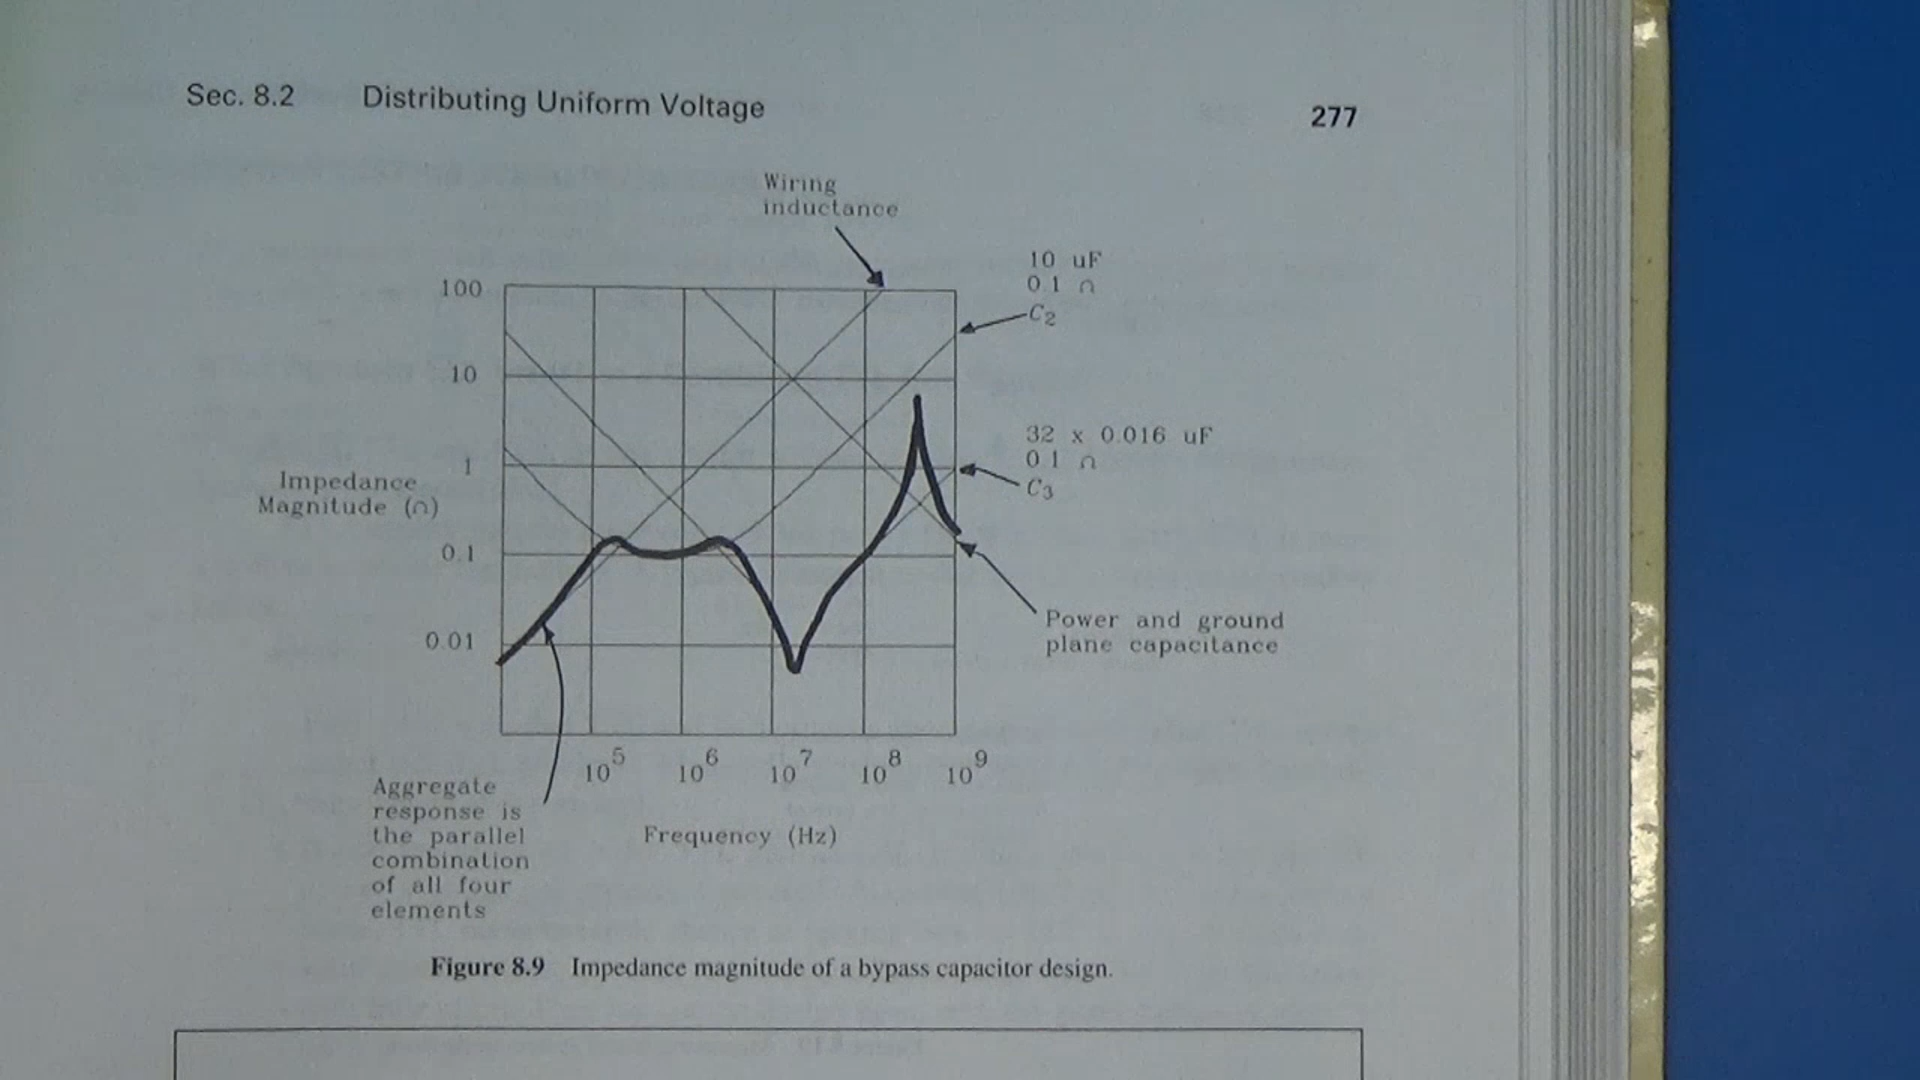 Sec. 8.2 Distributing Uniform Voltage 277
Wiring
inductance
10 uF
0.1 ∩
C2
100
10
32 x 0.016 uF
0.1 ∩
C3
1
Impedance
Magnitude (∩)
0.1
0.01
Power and ground
plane capacitance
10^5 10^6 10^7 10^8 10^9
Aggregate
response is
the parallel
combination
of all four
elements
Frequency (Hz)
Figure 8.9 Impedance magnitude of a bypass capacitor design.